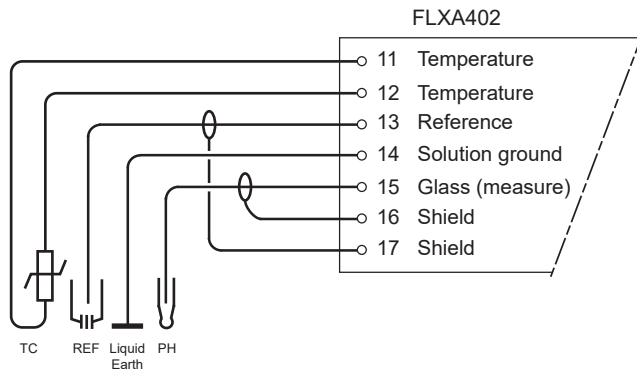 FLXA402
11 Temperature
12 Temperature
13 Reference
14 Solution ground
15 Glass (measure)
16 Shield
17 Shield
TC REF Liquid PH
Earth